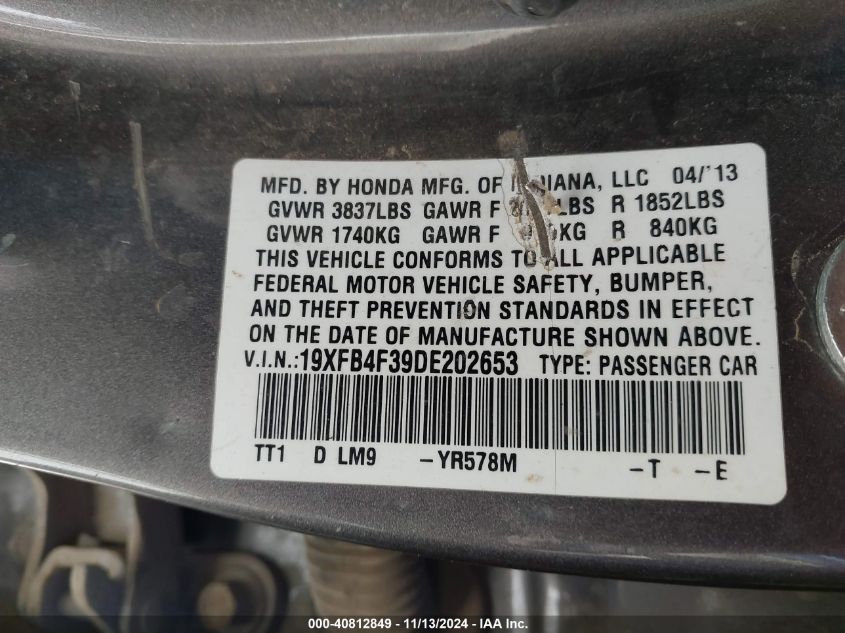 MFD. BY HONDA MFG. OF INDIANA, LLC 04/'13
GVWR 3837LBS GAWR F LBS R 1852LBS
GVWR 1740KG GAWR F KG R 840KG
THIS VEHICLE CONFORMS TO ALL APPLICABLE
FEDERAL MOTOR VEHICLE SAFETY, BUMPER,
AND THEFT PREVENTION STANDARDS IN EFFECT
ON THE DATE OF MANUFACTURE SHOWN ABOVE.
V.I.N.:19XFB4F39DE202653 TYPE: PASSENGER CAR
TT1 D LM9 -YR578M -T -E
000-40812849 - 11/13/2024 - IAA Inc.